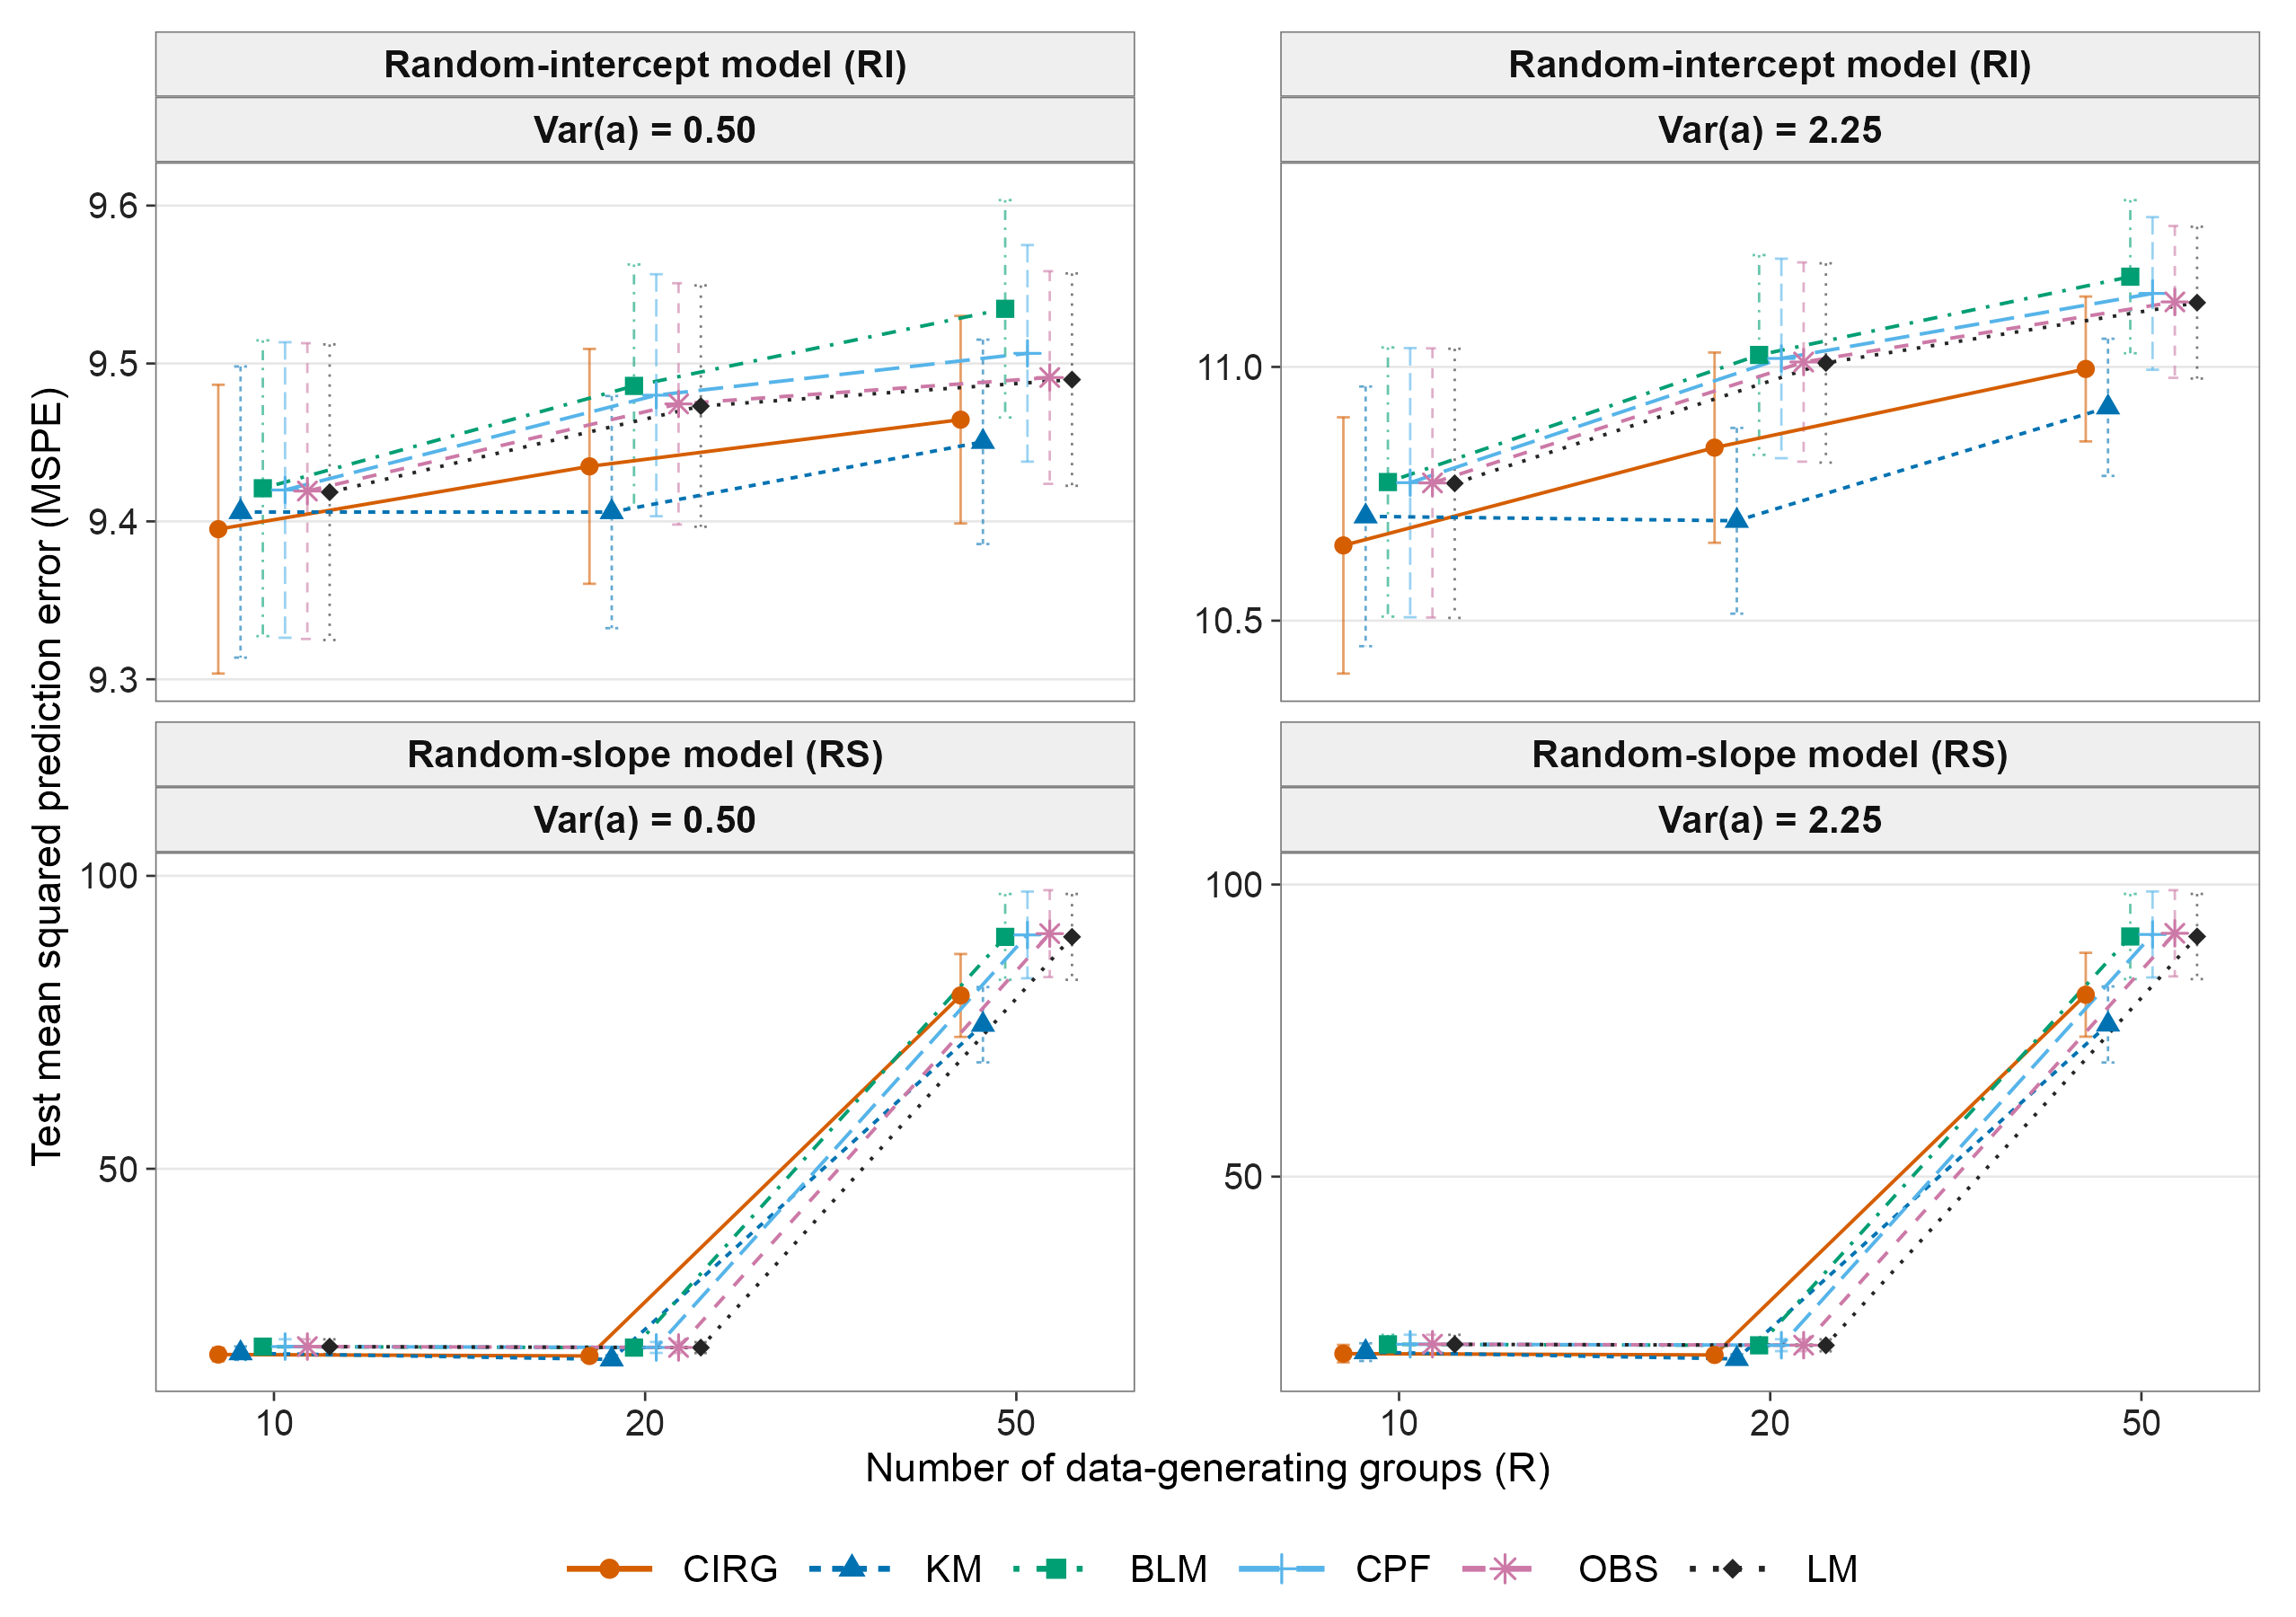 Random-intercept model (RI)
Var(a) = 0.50
Random-intercept model (RI)
Var(a) = 2.25
9.6
9.5
9.4
9.3
11.0
10.5
Random-slope model (RS)
Var(a) = 0.50
Random-slope model (RS)
Var(a) = 2.25
100
50
100
50
10 20 50
10 20 50
Test mean squared prediction error (MSPE)
Number of data-generating groups (R)
CIRG KM BLM CPF OBS LM